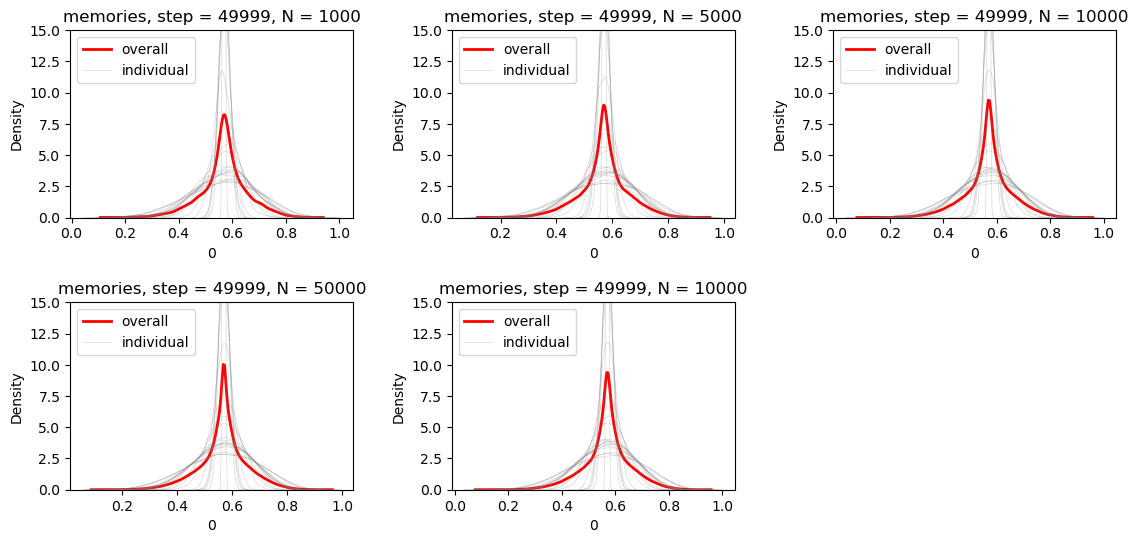 memories, step = 49999, N = 1000
15.0
12.5
10.0
7.5
5.0
2.5
0.0
Density
overall
individual
0.0 0.2 0.4 0.6 0.8 1.0
0
memories, step = 49999, N = 5000
15.0
12.5
10.0
7.5
5.0
2.5
0.0
Density
overall
individual
0.2 0.4 0.6 0.8 1.0
0
memories, step = 49999, N = 10000
15.0
12.5
10.0
7.5
5.0
2.5
0.0
Density
overall
individual
0.0 0.2 0.4 0.6 0.8 1.0
0
memories, step = 49999, N = 50000
15.0
12.5
10.0
7.5
5.0
2.5
0.0
Density
overall
individual
0.2 0.4 0.6 0.8 1.0
0
memories, step = 49999, N = 10000
15.0
12.5
10.0
7.5
5.0
2.5
0.0
Density
overall
individual
0.0 0.2 0.4 0.6 0.8 1.0
0